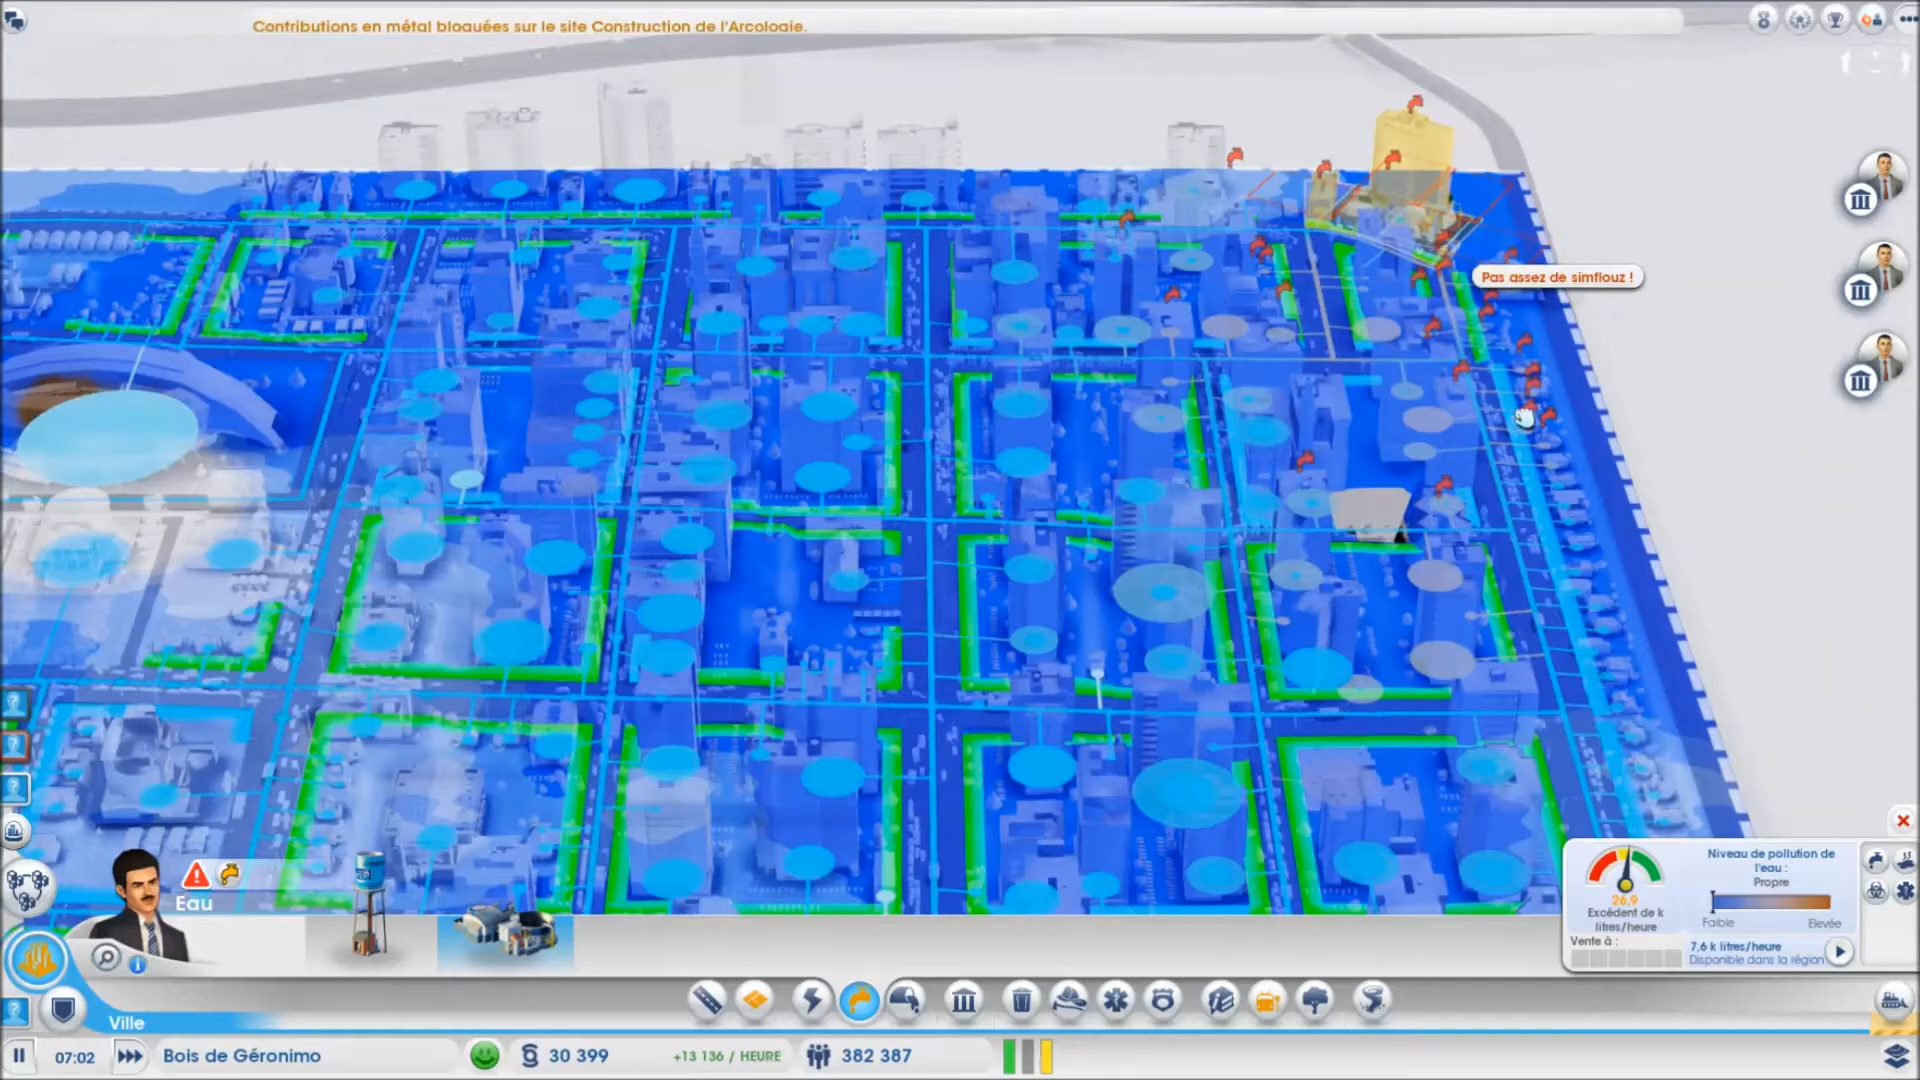 Contributions en métal bloquées sur le site Construction de l'Arcologie.
Pas assez de simflouz !
Niveau de pollution de
l'eau :
Propre
26,9
Excédent de k
litres/heure
Faible
Elevée
Vente à :
7,6 k litres/heure
Disponible dans la région
Eau
Ville
07:02
Bois de Géronimo
30 399
+13 136 / HEURE
382 387